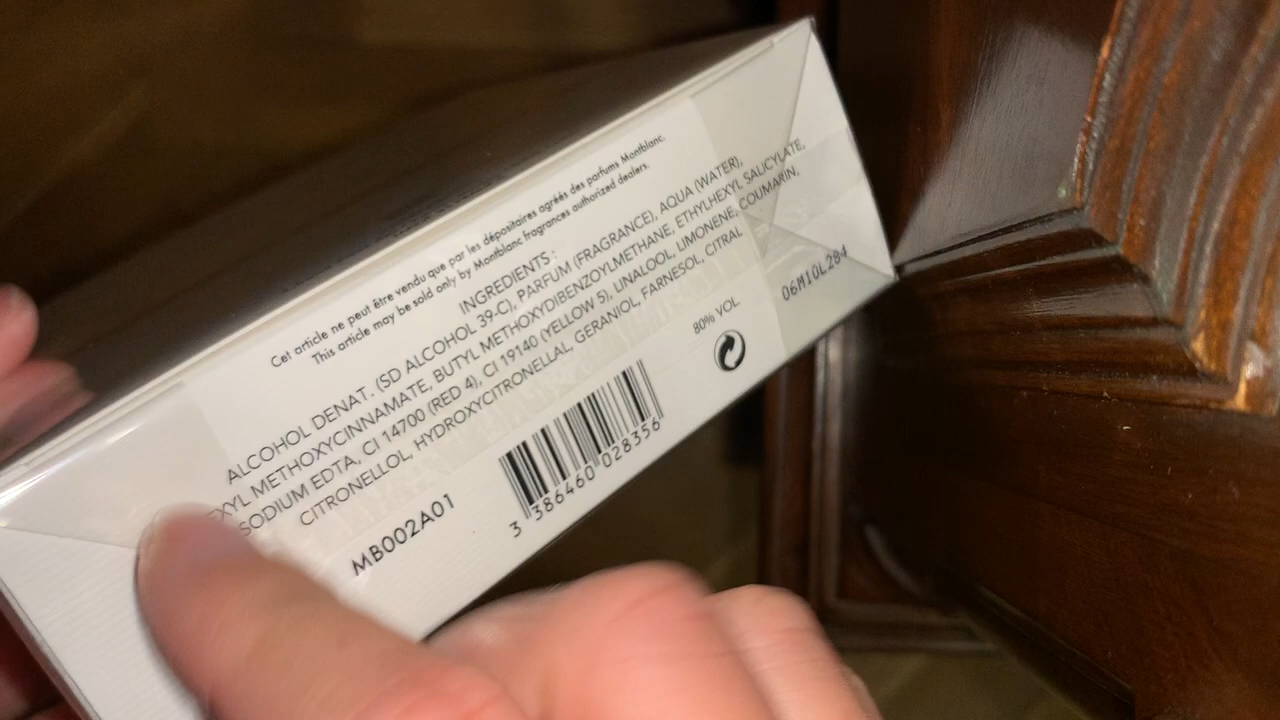 Cet article ne peut être vendu que par les dépositaires agréés des parfums Montblanc.
This article may be sold only by Montblanc fragrances authorized dealers.
INGREDIENTS :
ALCOHOL DENAT. (SD ALCOHOL 39-C), PARFUM (FRAGRANCE), AQUA (WATER),
METHOXYCINNAMATE, BUTYL METHOXYDIBENZOYLMETHANE, ETHYLHEXYL SALICYLATE,
SODIUM EDTA, CI 14700 (RED 4), CI 19140 (YELLOW 5), LINALOOL, LIMONENE, COUMARIN,
CITRONELLOL, HYDROXYCITRONELLAL, GERANIOL, FARNESOL, CITRAL
80% VOL
06M10L284
MB002A01
3 386460 028356